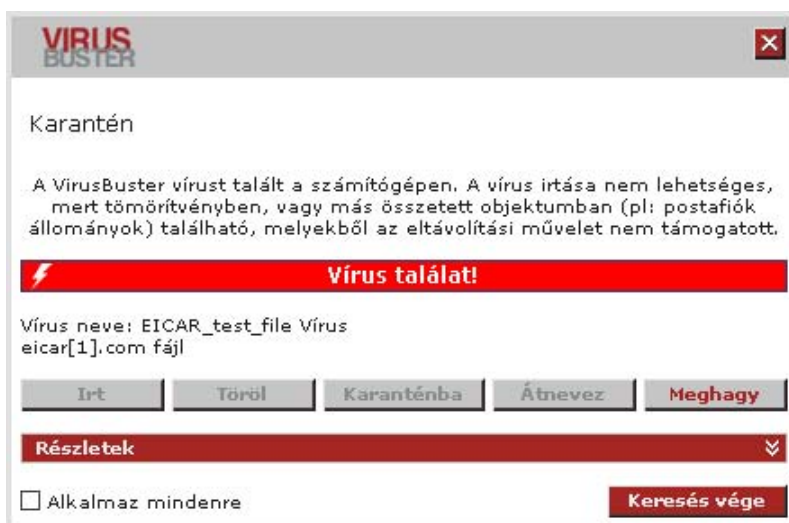 VIRUS
BUSTER
Karantén
A VirusBuster vírust talált a számítógépen. A vírus irtása nem lehetséges,
mert tömörítvényben, vagy más összetett objektumban (pl: postafiók
állományok) található, melyekből az eltávolítási művelet nem támogatott.
Vírus találat!
Vírus neve: EICAR_test_file Vírus
eicar[1].com fájl
Irt Töröl Karanténba Átnevez Meghagy
Részletek
Alkalmaz mindenre Keresés vége